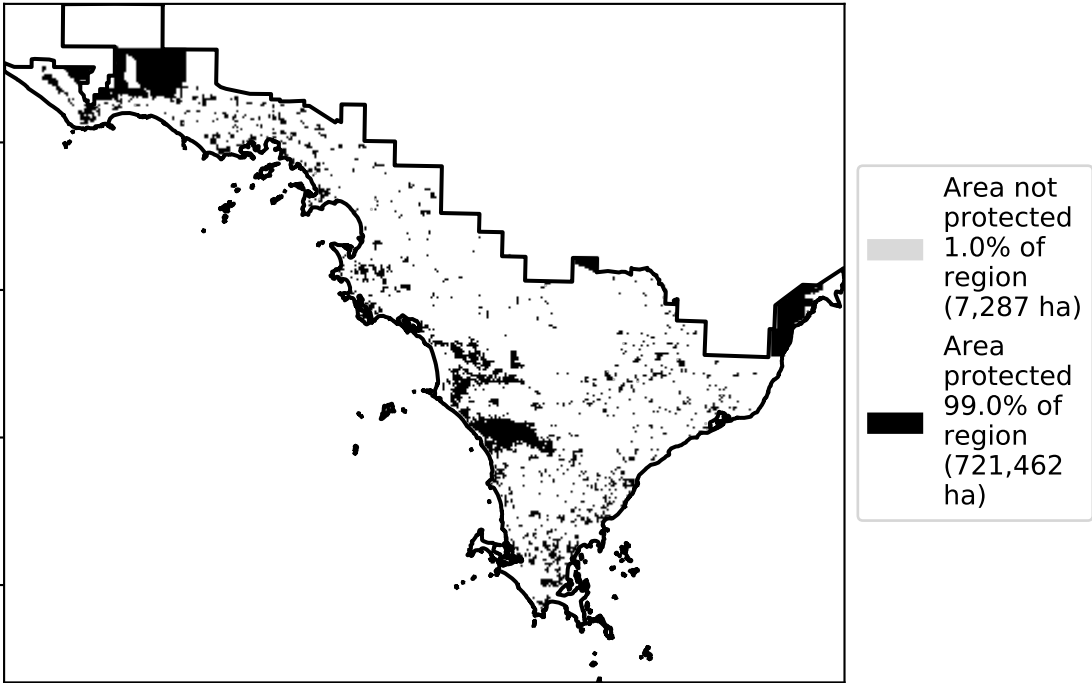 Area not
protected
1.0% of
region
(7,287 ha)
Area
protected
99.0% of
region
(721,462
ha)